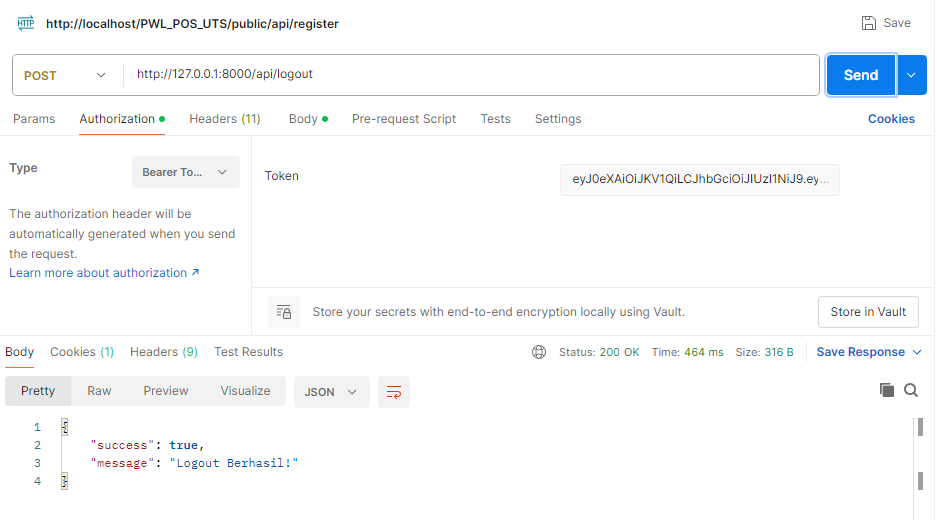 HTTP http://localhost/PWL_POS_UTS/public/api/register Save
POST http://127.0.0.1:8000/api/logout Send
Params Authorization Headers (11) Body Pre-request Script Tests Settings Cookies
Type Bearer To...
Token eyJ0eXAiOiJKV1QiLCJhbGciOiJIUzI1NiJ9.ey...
The authorization header will be
automatically generated when you send
the request.
Learn more about authorization ↗
Store your secrets with end-to-end encryption locally using Vault. Store in Vault
Body Cookies (1) Headers (9) Test Results Status: 200 OK Time: 464 ms Size: 316 B Save Response
Pretty Raw Preview Visualize JSON
1 {
2 "success": true,
3 "message": "Logout Berhasil!"
4 }